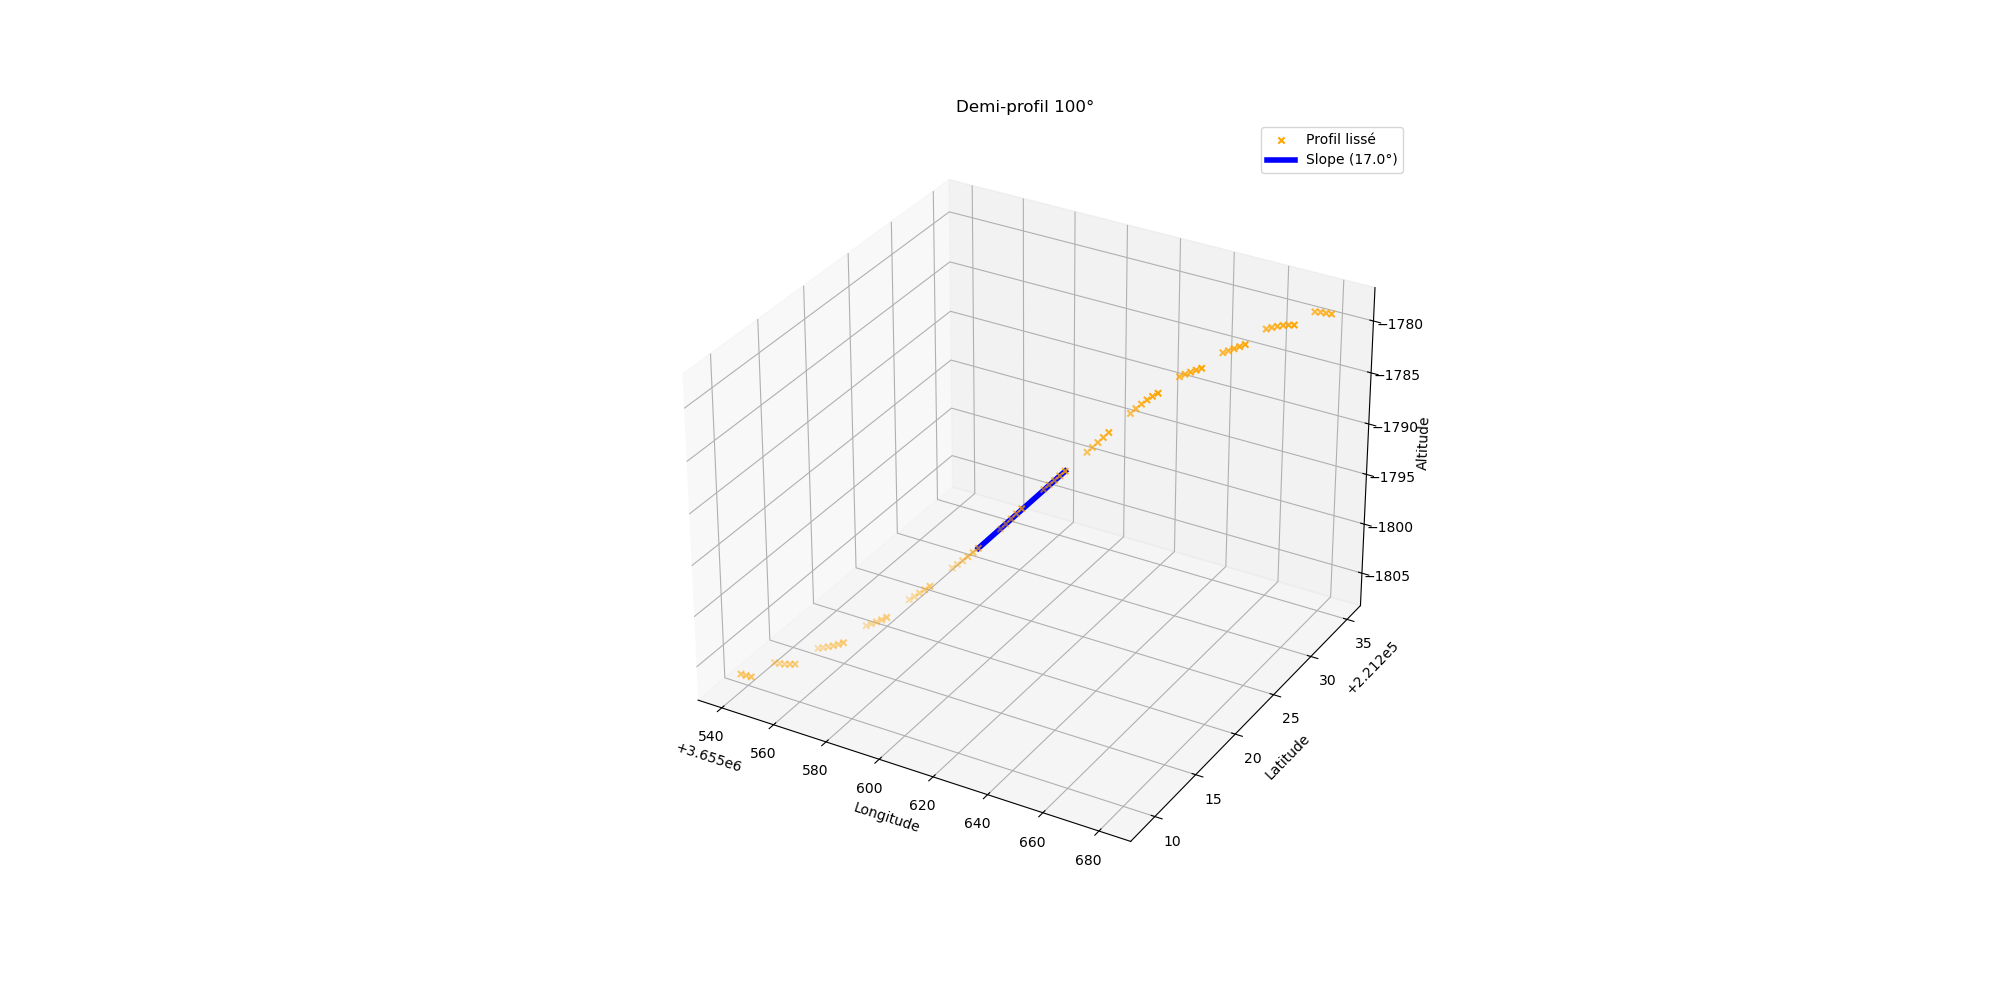 Demi-profil 100°
Profil lissé
Slope (17.0°)
−1780
−1785
−1790
−1795
−1800
−1805
Altitude
35
30
25
20
15
10
+2.212e5
Latitude
540
560
580
600
620
640
660
680
+3.655e6
Longitude